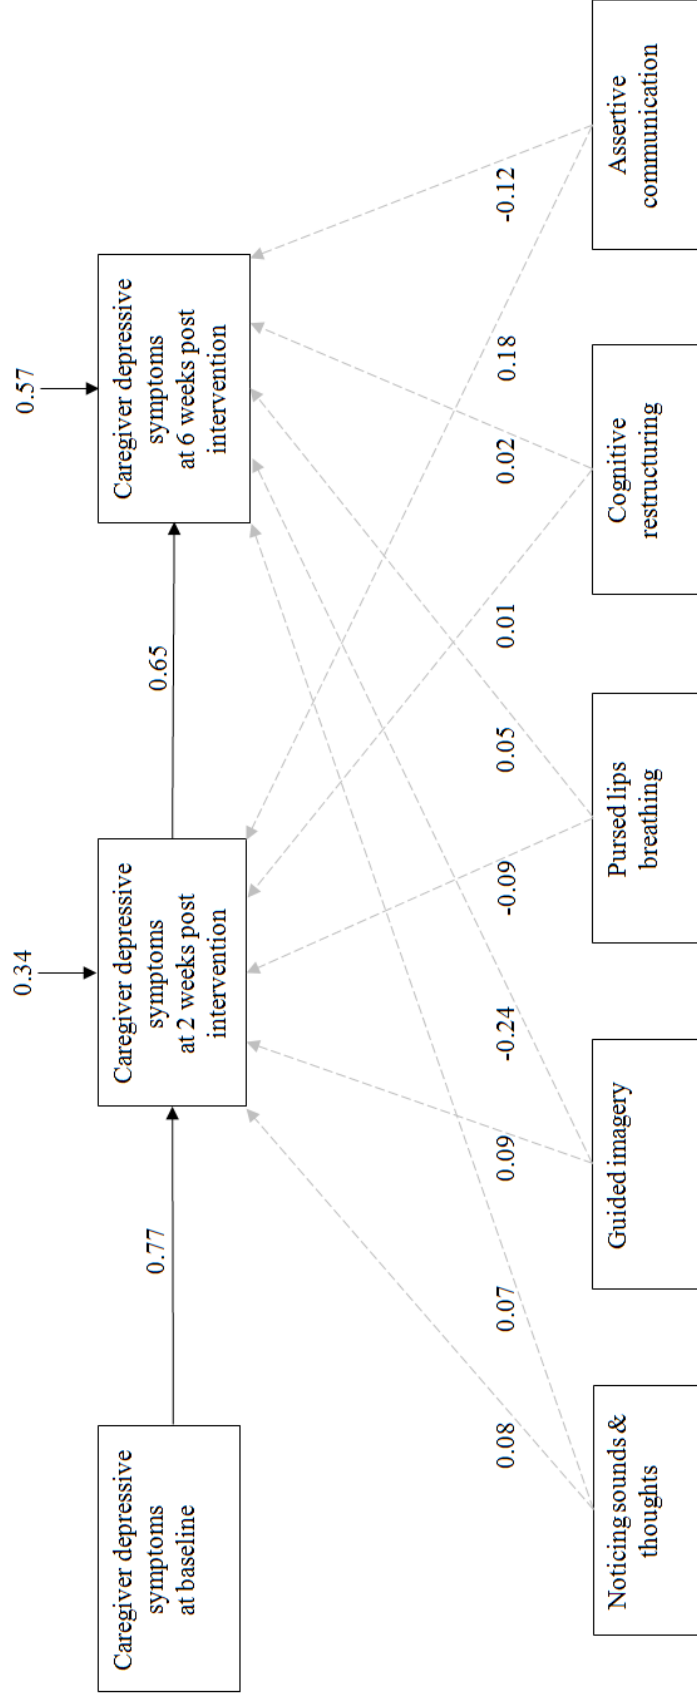 0.34
0.57
Caregiver depressive
symptoms
at baseline
0.77
Caregiver depressive
symptoms
at 2 weeks post
intervention
0.65
Caregiver depressive
symptoms
at 6 weeks post
intervention
0.08
0.07
0.09
-0.24
-0.09
0.05
0.01
0.02
0.18
-0.12
Noticing sounds &
thoughts
Guided imagery
Pursed lips
breathing
Cognitive
restructuring
Assertive
communication